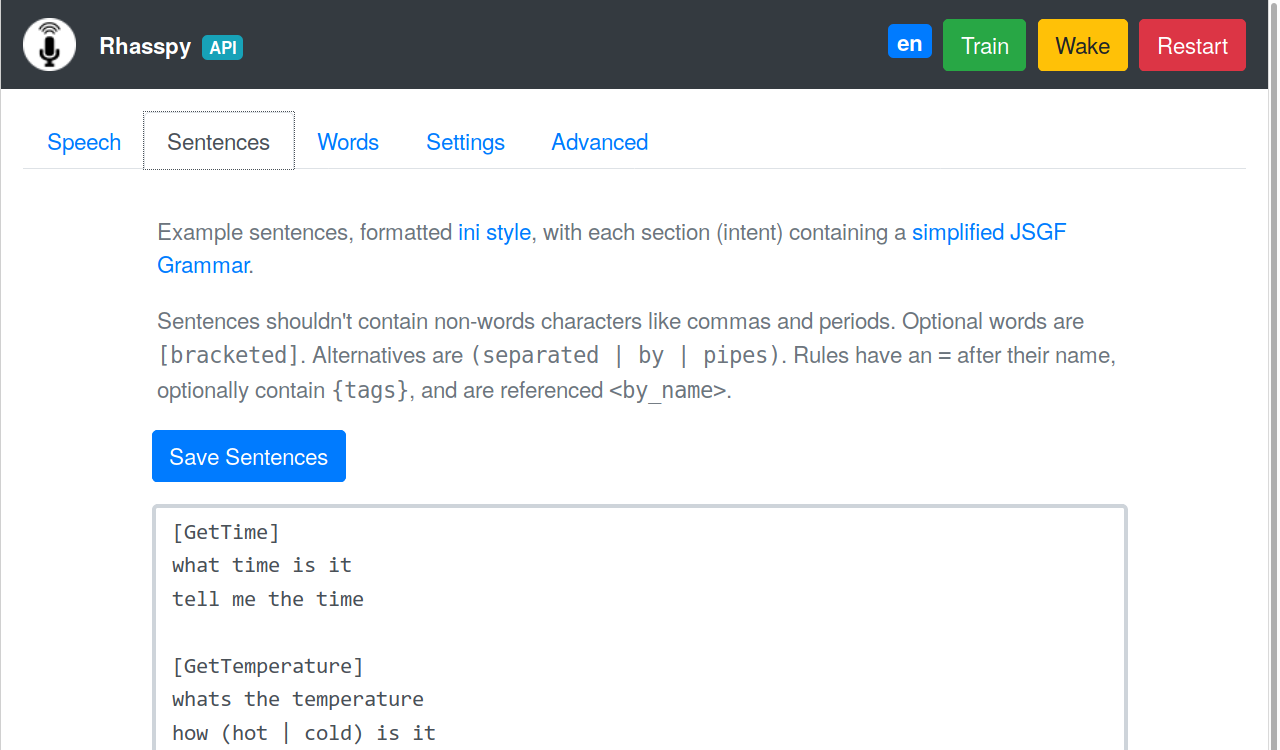 Rhasspy API en Train Wake Restart
Speech Sentences Words Settings Advanced
Example sentences, formatted ini style, with each section (intent) containing a simplified JSGF
Grammar.
Sentences shouldn't contain non-words characters like commas and periods. Optional words are
[bracketed]. Alternatives are (separated | by | pipes). Rules have an = after their name,
optionally contain {tags}, and are referenced <by_name>.
Save Sentences
[GetTime]
what time is it
tell me the time
[GetTemperature]
whats the temperature
how (hot | cold) is it